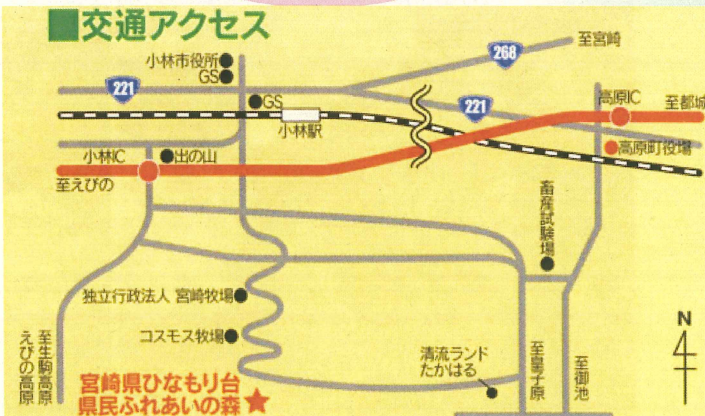 ■交通アクセス
小林市役所
GS
221
GS
小林駅
268
至宮崎
221
高原IC
至都城
高原町役場
小林IC
出の山
至えびの
畜産試験場
独立行政法人 宮崎牧場
コスモス牧場
至生駒高原
えびの高原
宮崎県ひなもり台
県民ふれあいの森
清流ランド
たかはる
至皇子原
至御池
N